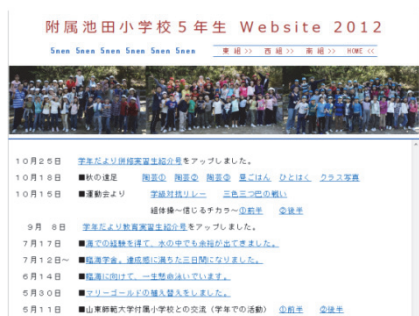 附属池田小学校5年生 Website 2012
5nen 5nen 5nen 5nen 5nen 5nen 東 組>> 西 組>> 南 組>> HOME <<
10月25日 学年だより併修実習生紹介号をアップしました。
10月18日 ■秋の遠足 陶芸① 陶芸② 陶芸③ 昼ごはん ひとはく クラス写真
10月15日 ■運動会より 学級対抗リレー 三色三つ巴の戦い
組体操~信じるチカラ~①前半 ②後半
9月 8日 学年だより教育実習生紹介号をアップしました。
7月17日 ■海での経験を得て、水の中でも余裕が出てきました。
7月12日~ ■臨海学舎。達成感に満ちた三日間になりました。
6月14日 ■臨海に向けて、一生懸命泳いでいます。
5月30日 ■マリーゴールドの植え替えをしました。
5月11日 ■山東師範大学付属小学校との交流(学年での活動) ①前半 ②後半